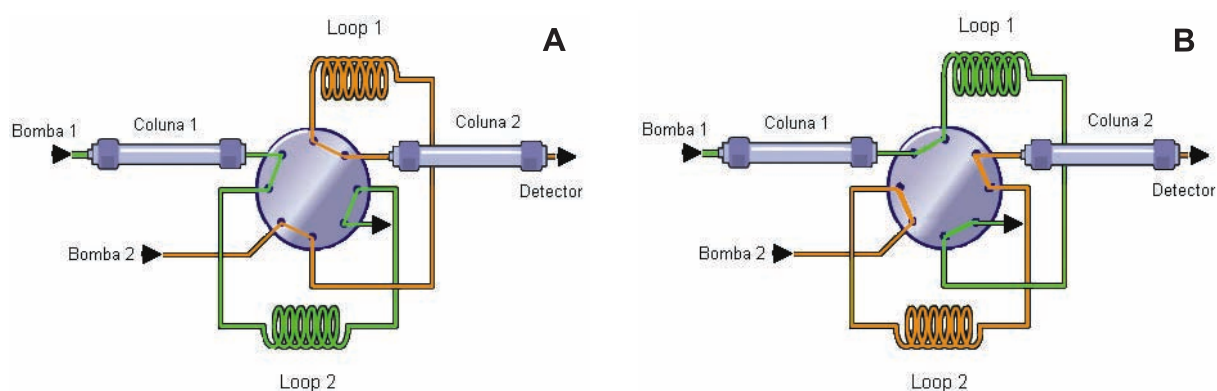 Loop 1
A
Bomba 1
Coluna 1
Coluna 2
Detector
Bomba 2
Loop 2
Loop 1
B
Bomba 1
Coluna 1
Coluna 2
Detector
Bomba 2
Loop 2